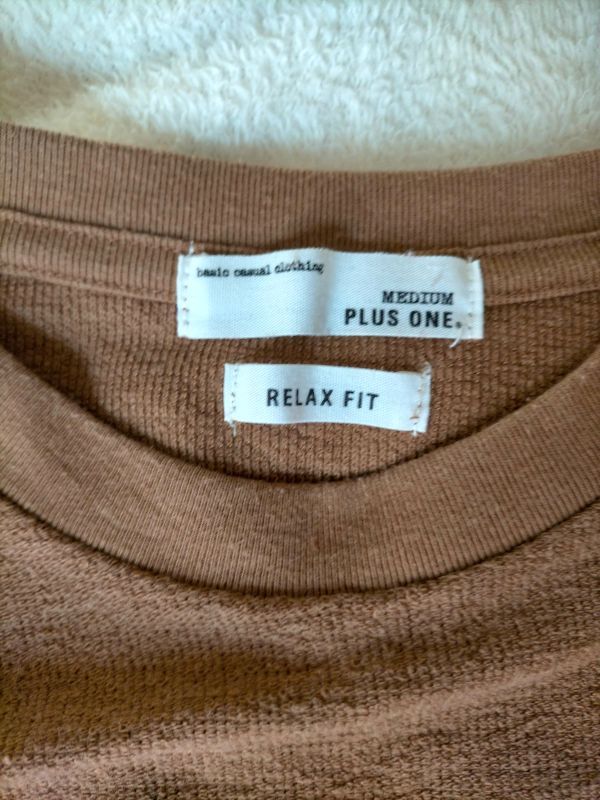 basic casual clothing
MEDIUM
PLUS ONE.
RELAX FIT